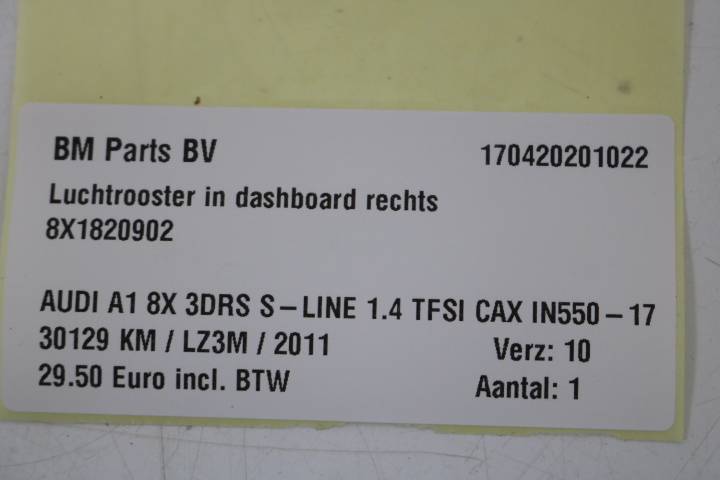 BM Parts BV 170420201022
Luchtrooster in dashboard rechts
8X1820902
AUDI A1 8X 3DRS S-LINE 1.4 TFSI CAX IN550-17
30129 KM / LZ3M / 2011 Verz: 10
29.50 Euro incl. BTW Aantal: 1